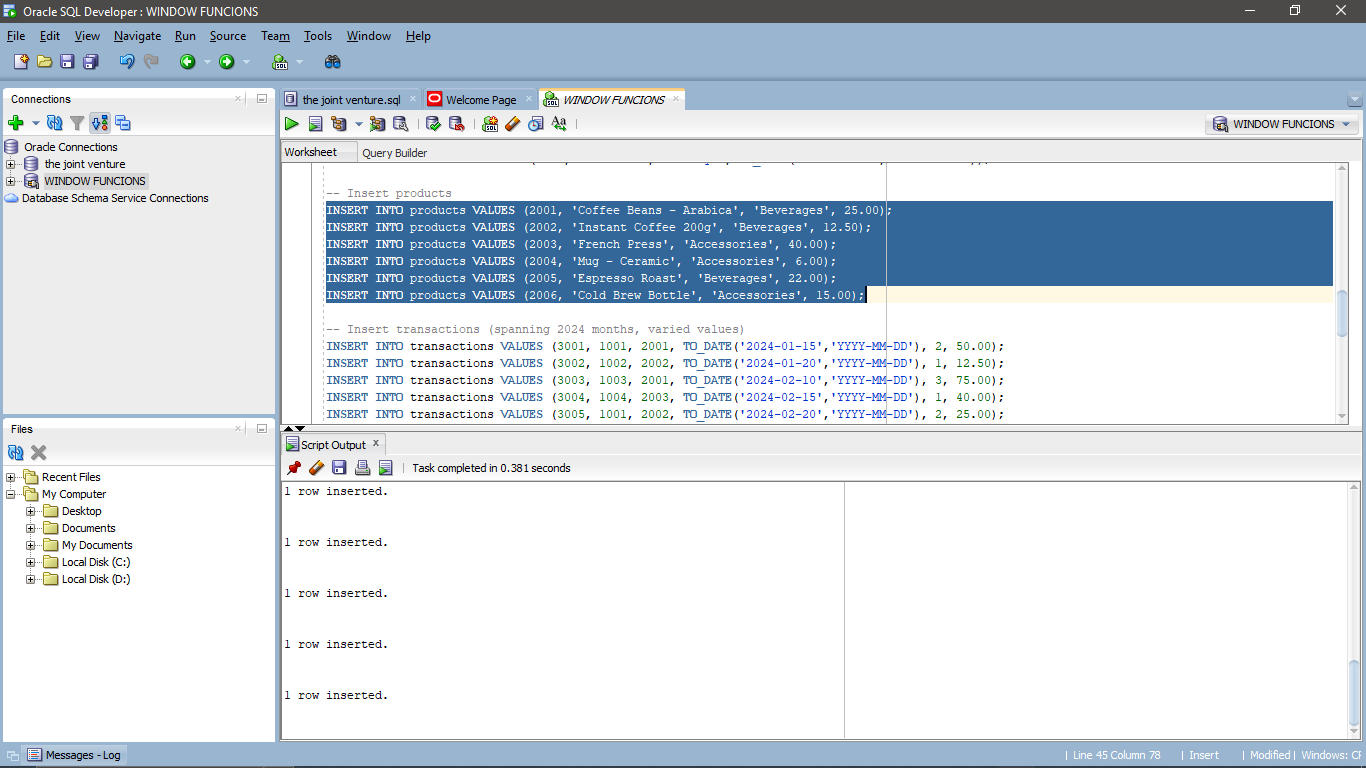 Oracle SQL Developer : WINDOW FUNCIONS
File Edit View Navigate Run Source Team Tools Window Help
Connections
Oracle Connections
the joint venture
WINDOW FUNCIONS
Database Schema Service Connections
Files
Recent Files
My Computer
Desktop
Documents
My Documents
Local Disk (C:)
Local Disk (D:)
the joint venture.sql Welcome Page WINDOW FUNCIONS
WINDOW FUNCIONS
Worksheet Query Builder
-- Insert products
INSERT INTO products VALUES (2001, 'Coffee Beans - Arabica', 'Beverages', 25.00);
INSERT INTO products VALUES (2002, 'Instant Coffee 200g', 'Beverages', 12.50);
INSERT INTO products VALUES (2003, 'French Press', 'Accessories', 40.00);
INSERT INTO products VALUES (2004, 'Mug - Ceramic', 'Accessories', 6.00);
INSERT INTO products VALUES (2005, 'Espresso Roast', 'Beverages', 22.00);
INSERT INTO products VALUES (2006, 'Cold Brew Bottle', 'Accessories', 15.00);
-- Insert transactions (spanning 2024 months, varied values)
INSERT INTO transactions VALUES (3001, 1001, 2001, TO_DATE('2024-01-15','YYYY-MM-DD'), 2, 50.00);
INSERT INTO transactions VALUES (3002, 1002, 2002, TO_DATE('2024-01-20','YYYY-MM-DD'), 1, 12.50);
INSERT INTO transactions VALUES (3003, 1003, 2001, TO_DATE('2024-02-10','YYYY-MM-DD'), 3, 75.00);
INSERT INTO transactions VALUES (3004, 1004, 2003, TO_DATE('2024-02-15','YYYY-MM-DD'), 1, 40.00);
INSERT INTO transactions VALUES (3005, 1001, 2002, TO_DATE('2024-02-20','YYYY-MM-DD'), 2, 25.00);
Script Output
Task completed in 0.381 seconds
1 row inserted.
1 row inserted.
1 row inserted.
1 row inserted.
1 row inserted.
Messages - Log
Line 45 Column 78 | Insert | Modified | Windows: CF